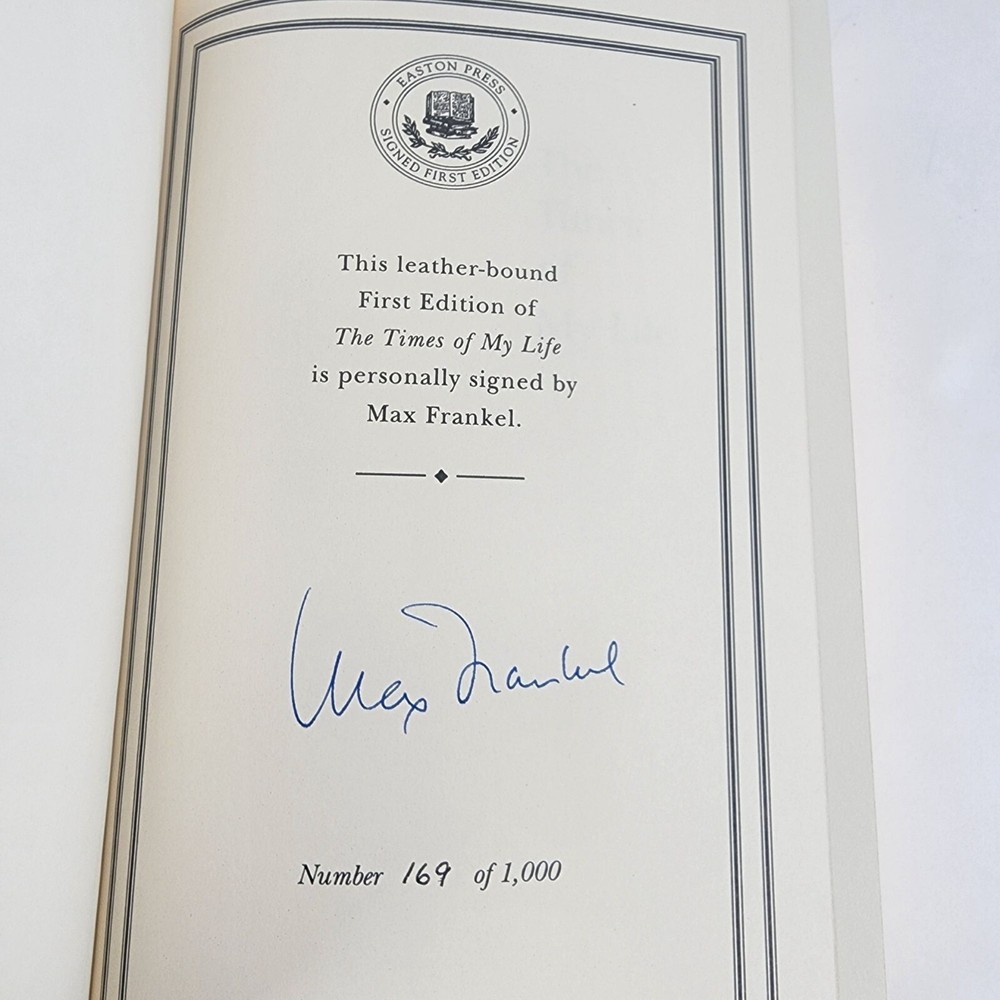 EASTON PRESS
SIGNED FIRST EDITION
This leather-bound
First Edition of
The Times of My Life
is personally signed by
Max Frankel.
Max Frankel
Number 169 of 1,000